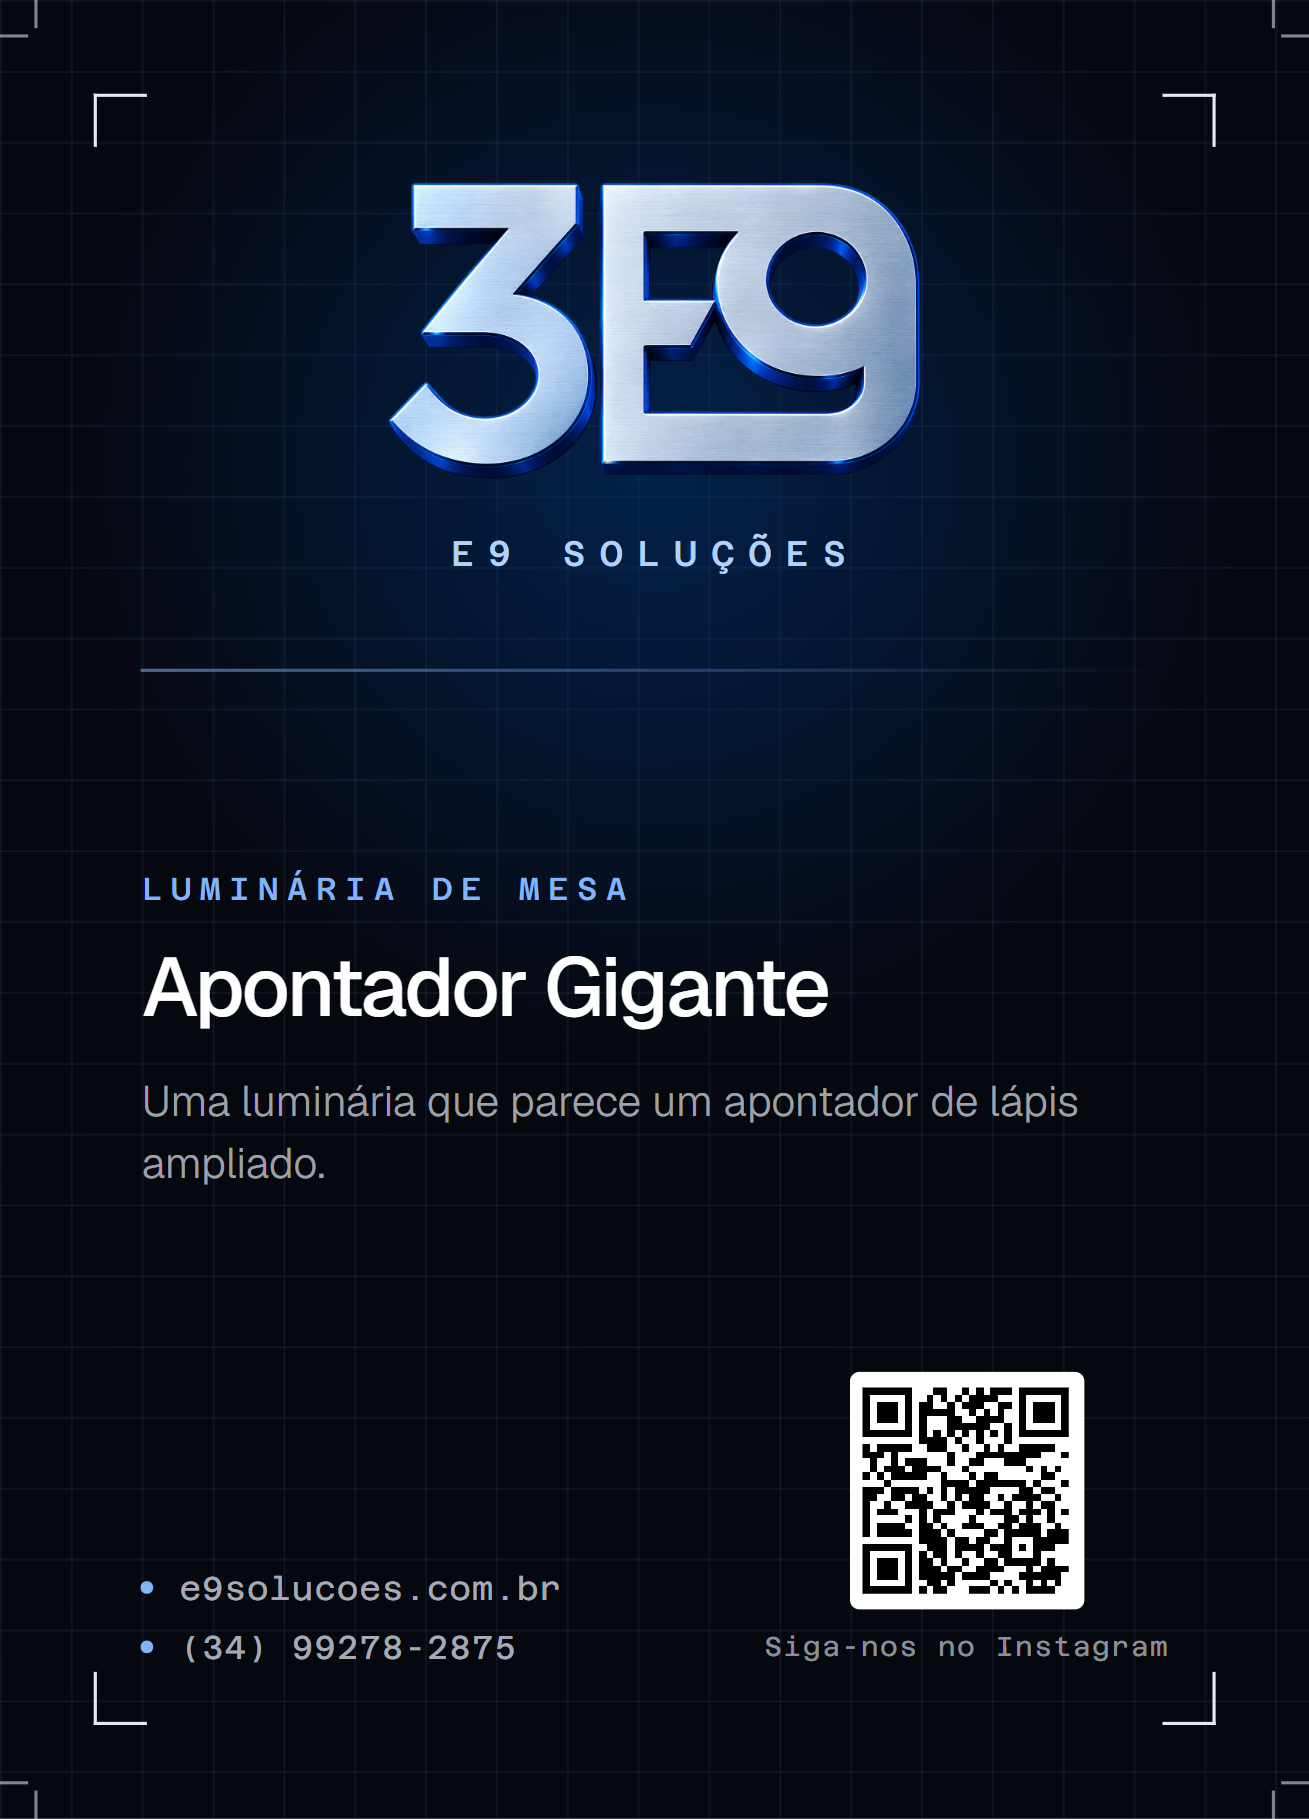 3E9
E9 SOLUÇÕES
LUMINÁRIA DE MESA
Apontador Gigante
Uma luminária que parece um apontador de lápis
ampliado.
e9solucoes.com.br
(34) 99278-2875
Siga-nos no Instagram